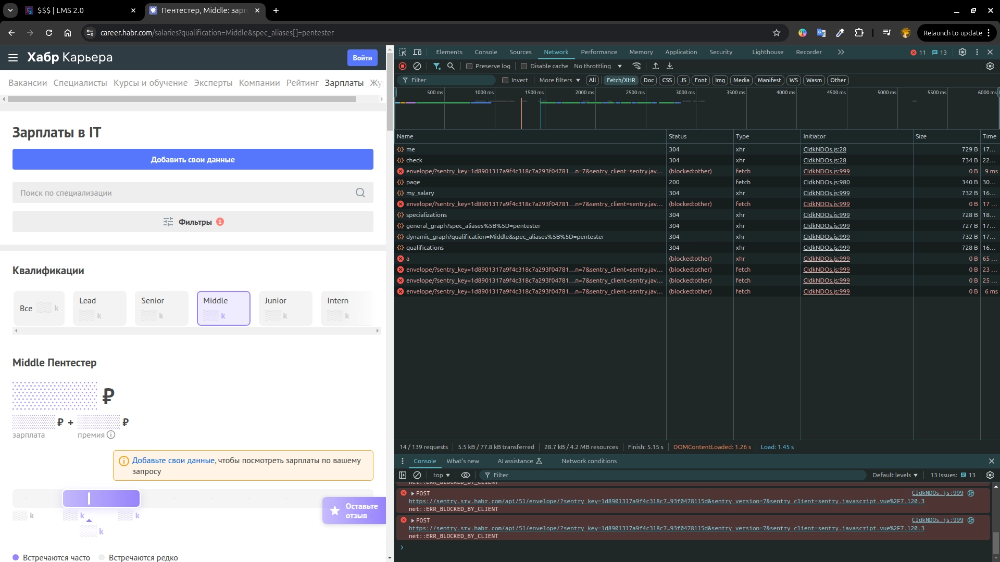 $$$ | LMS 2.0
Пентестер, Middle: зарп
career.habr.com/salaries?qualification=Middle&spec_aliases[]=pentester
Relaunch to update
Хабр Карьера
Войти
Вакансии Специалисты Курсы и обучение Эксперты Компании Рейтинг Зарплаты Жу
Зарплаты в IT
Добавить свои данные
Поиск по специализации
Фильтры 1
Квалификации
Все k
Lead k
Senior k
Middle k
Junior k
Intern k
Middle Пентестер
₽
₽ + ₽
зарплата премия
Добавьте свои данные, чтобы посмотреть зарплаты по вашему
запросу
k k k
k
Оставьте
отзыв
Встречаются часто Встречаются редко
Elements Console Sources Network Performance Memory Application Security Lighthouse Recorder 11 13
Preserve log Disable cache No throttling
Filter Invert More filters All Fetch/XHR Doc CSS JS Font Img Media Manifest WS Wasm Other
500 ms 1000 ms 1500 ms 2000 ms 2500 ms 3000 ms 3500 ms 4000 ms 4500 ms 5000 ms 5500 ms 6000 ms
Name Status Type Initiator Size Time
me 304 xhr CIdkNDOs.js:28 729 B 17...
check 304 xhr CIdkNDOs.js:28 734 B 22...
envelope/?sentry_key=1d8901317a9f4c318c7a293f04781...n=7&sentry_client=sentry.jav... (blocked:other) fetch CIdkNDOs.js:999 0 B 9 ms
page 200 fetch CIdkNDOs.js:980 340 B 30...
my_salary 304 xhr CIdkNDOs.js:999 732 B 16...
envelope/?sentry_key=1d8901317a9f4c318c7a293f04781...n=7&sentry_client=sentry.jav... (blocked:other) fetch CIdkNDOs.js:999 0 B 17 ...
specializations 304 xhr CIdkNDOs.js:999 728 B 18...
general_graph?spec_aliases%5B%5D=pentester 304 xhr CIdkNDOs.js:999 727 B 17...
dynamic_graph?qualification=Middle&spec_aliases%5B%5D=pentester 304 xhr CIdkNDOs.js:999 732 B 17...
qualifications 304 xhr CIdkNDOs.js:999 728 B 16...
a (blocked:other) xhr CIdkNDOs.js:999 0 B 65 ...
envelope/?sentry_key=1d8901317a9f4c318c7a293f04781...n=7&sentry_client=sentry.jav... (blocked:other) fetch CIdkNDOs.js:999 0 B 23 ...
envelope/?sentry_key=1d8901317a9f4c318c7a293f04781...n=7&sentry_client=sentry.jav... (blocked:other) fetch CIdkNDOs.js:999 0 B 25 ...
envelope/?sentry_key=1d8901317a9f4c318c7a293f04781...n=7&sentry_client=sentry.jav... (blocked:other) fetch CIdkNDOs.js:999 0 B 6 ms
14 / 139 requests 5.5 kB / 77.8 kB transferred 28.7 kB / 4.2 MB resources Finish: 5.15 s DOMContentLoaded: 1.26 s Load: 1.45 s
Console What's new AI assistance Network conditions
top Filter Default levels 13 Issues: 13
net::ERR_BLOCKED_BY_CLIENT
POST CIdkNDOs.js:999
https://sentry.srv.habr.com/api/51/envelope/?sentry_key=1d8901317a9f4c318c7…93f0478115d&sentry_version=7&sentry_client=sentry.javascript.vue%2F7.120.3
net::ERR_BLOCKED_BY_CLIENT
POST CIdkNDOs.js:999
https://sentry.srv.habr.com/api/51/envelope/?sentry_key=1d8901317a9f4c318c7…93f0478115d&sentry_version=7&sentry_client=sentry.javascript.vue%2F7.120.3
net::ERR_BLOCKED_BY_CLIENT